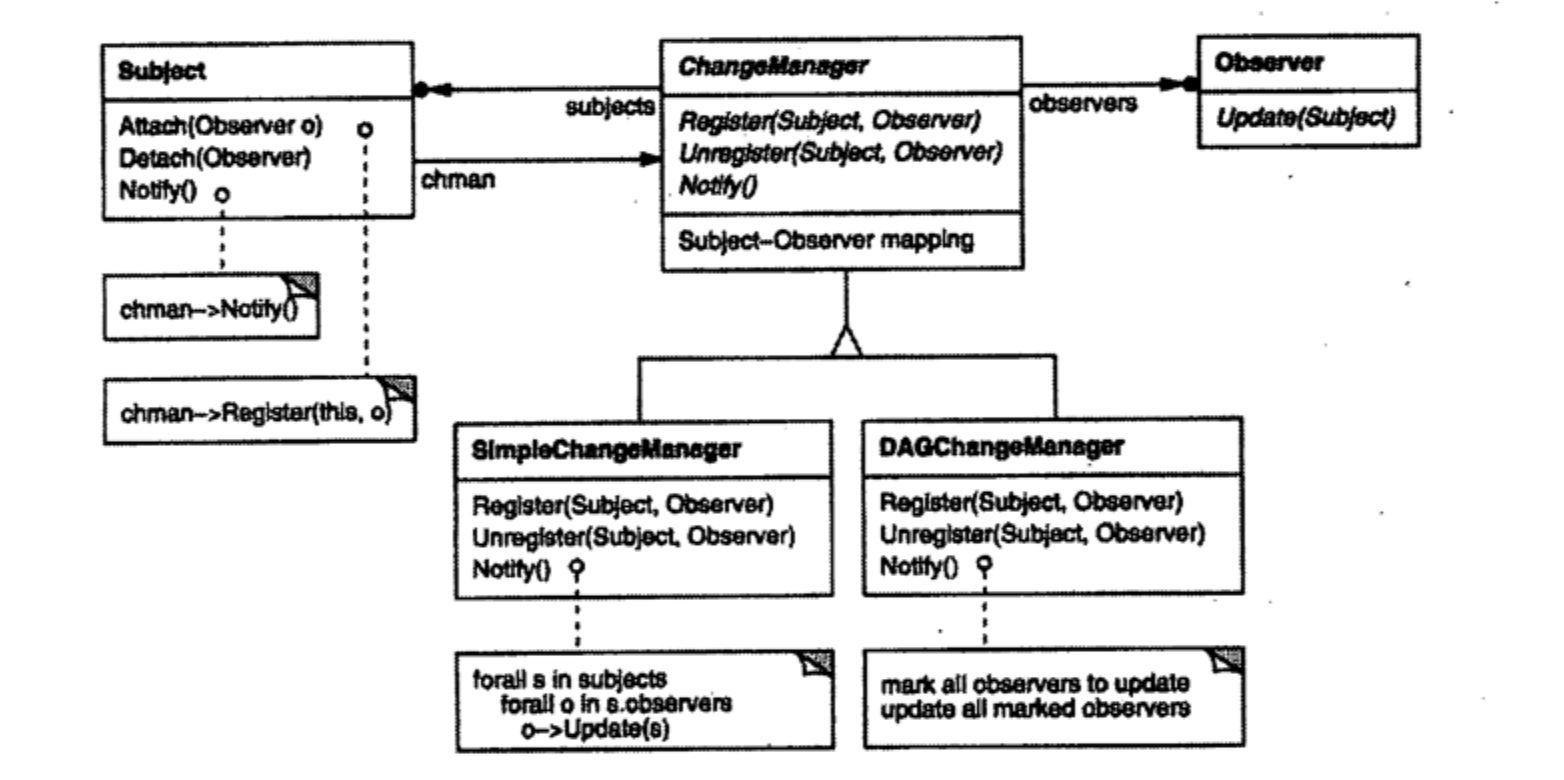 Subject
Attach(Observer o)
Detach(Observer)
Notify()
chman->Notify()
chman->Register(this, o)
subjects
chman
ChangeManager
Register(Subject, Observer)
Unregister(Subject, Observer)
Notify()
Subject-Observer mapping
observers
Observer
Update(Subject)
SimpleChangeManager
Register(Subject, Observer)
Unregister(Subject, Observer)
Notify()
forall s in subjects
forall o in s.observers
o->Update(s)
DAGChangeManager
Register(Subject, Observer)
Unregister(Subject, Observer)
Notify()
mark all observers to update
update all marked observers